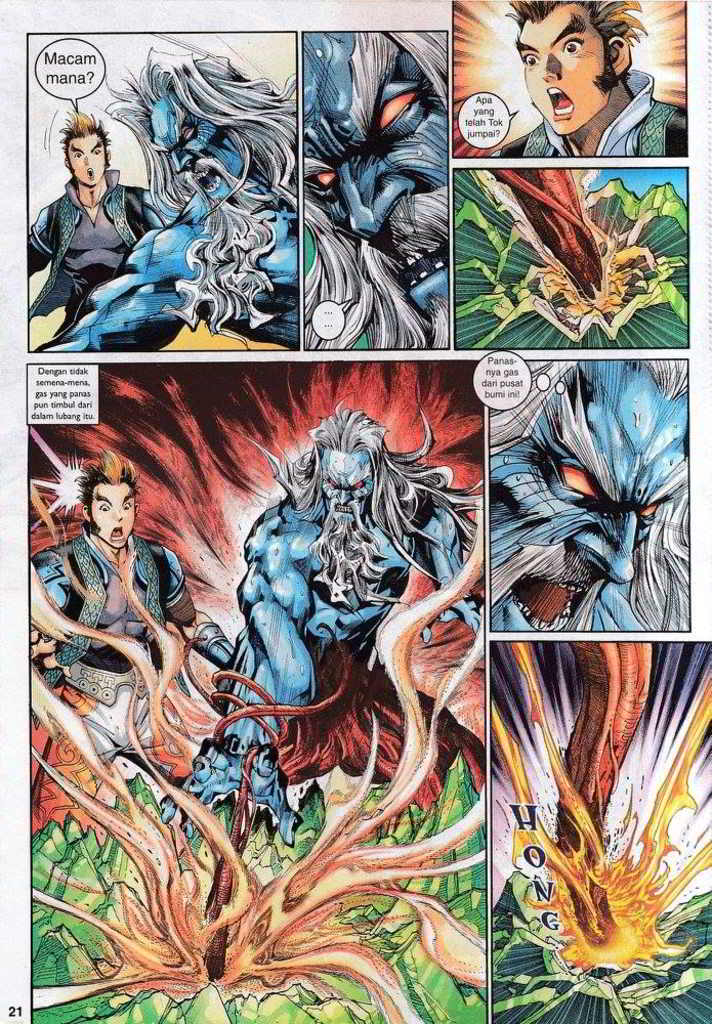 Macam
mana?
...
...
Apa
yang
telah Tok
jumpai?
Dengan tidak
semena-mena,
gas yang panas
pun timbul dari
dalam lubang itu.
Panas-
nya gas
dari pusat
bumi ini!
HONG
21